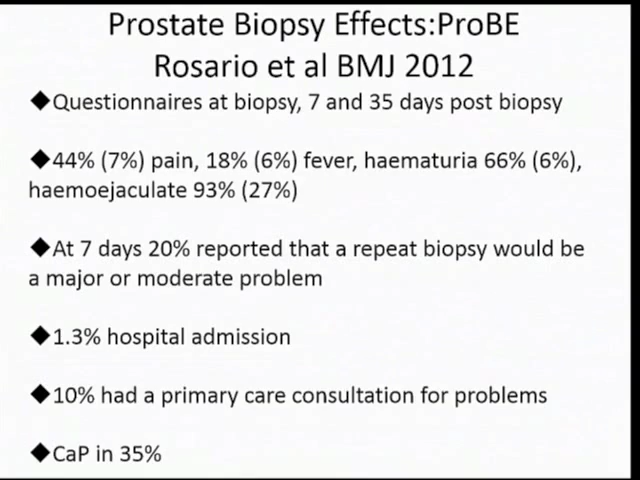 Prostate Biopsy Effects:ProBE
Rosario et al BMJ 2012
◆Questionnaires at biopsy, 7 and 35 days post biopsy
◆44% (7%) pain, 18% (6%) fever, haematuria 66% (6%),
haemoejaculate 93% (27%)
◆At 7 days 20% reported that a repeat biopsy would be
a major or moderate problem
◆1.3% hospital admission
◆10% had a primary care consultation for problems
◆CaP in 35%